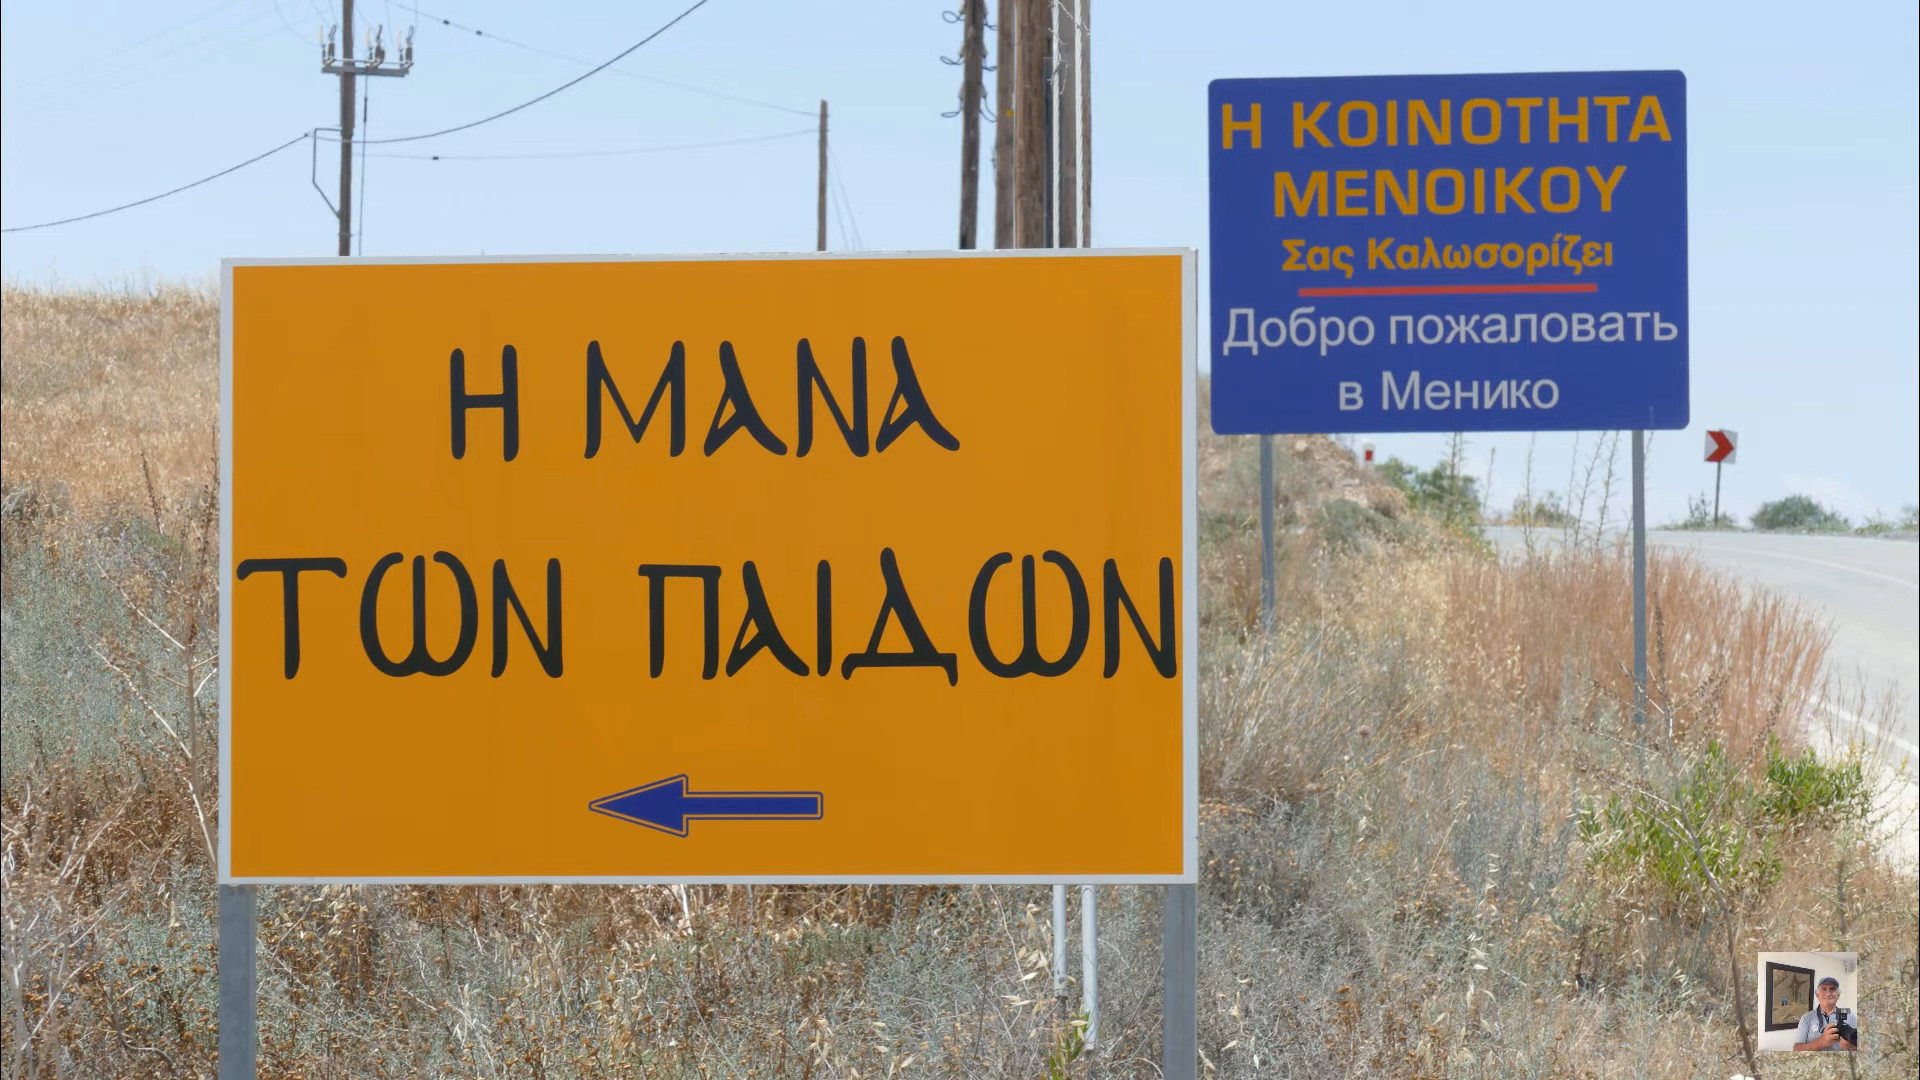 Η ΜΑΝΑ
ΤΩΝ ΠΑΙΔΩΝ
Η ΚΟΙΝΟΤΗΤΑ
ΜΕΝΟΙΚΟΥ
Σας Καλωσορίζει
Добро пожаловать
в Менико